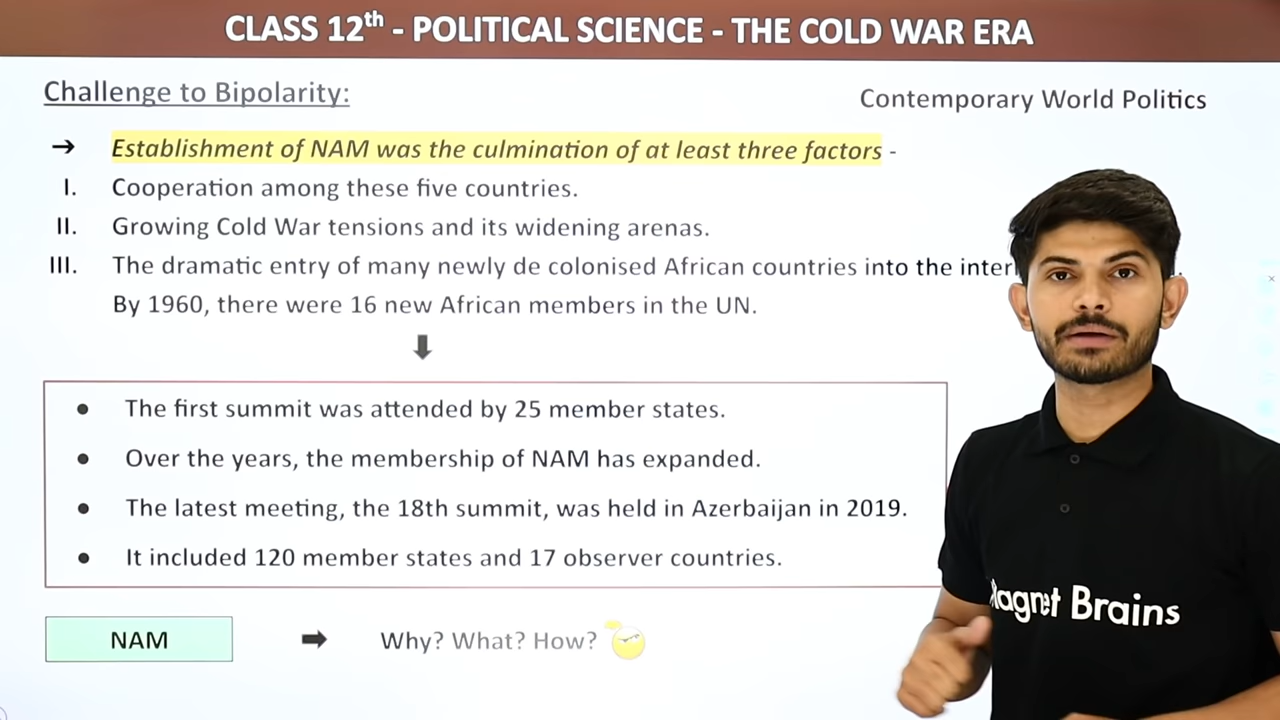 CLASS 12th - POLITICAL SCIENCE - THE COLD WAR ERA
Challenge to Bipolarity:
Contemporary World Politics
→ Establishment of NAM was the culmination of at least three factors -
I. Cooperation among these five countries.
II. Growing Cold War tensions and its widening arenas.
III. The dramatic entry of many newly de colonised African countries into the
By 1960, there were 16 new African members in the UN.
• The first summit was attended by 25 member states.
• Over the years, the membership of NAM has expanded.
• The latest meeting, the 18th summit, was held in Azerbaijan in 2019.
• It included 120 member states and 17 observer countries.
NAM ➡ Why? What? How?
Magnet Brains